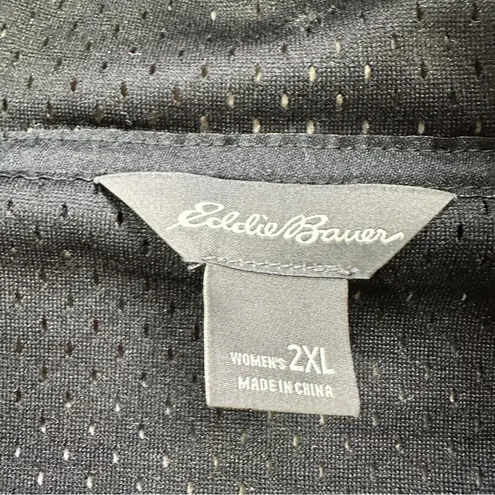 Eddie Bauer
WOMEN'S 2XL
MADE IN CHINA